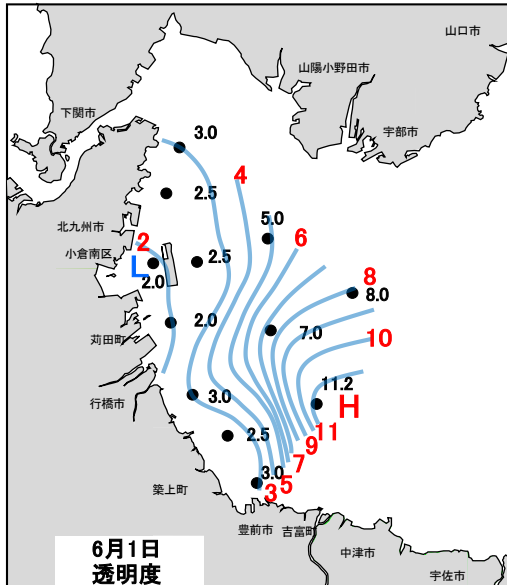 山口市
山陽小野田市
下関市
宇部市
3.0
4
2.5
5.0
北九州市
小倉南区
2
6
L
2.5
2.0
8
8.0
2.0
7.0
苅田町
10
11.2
行橋市
3.0
H
2.5
11
9
7
築上町
3.0
5
3
豊前市
吉富町
中津市
宇佐市
6月1日
透明度